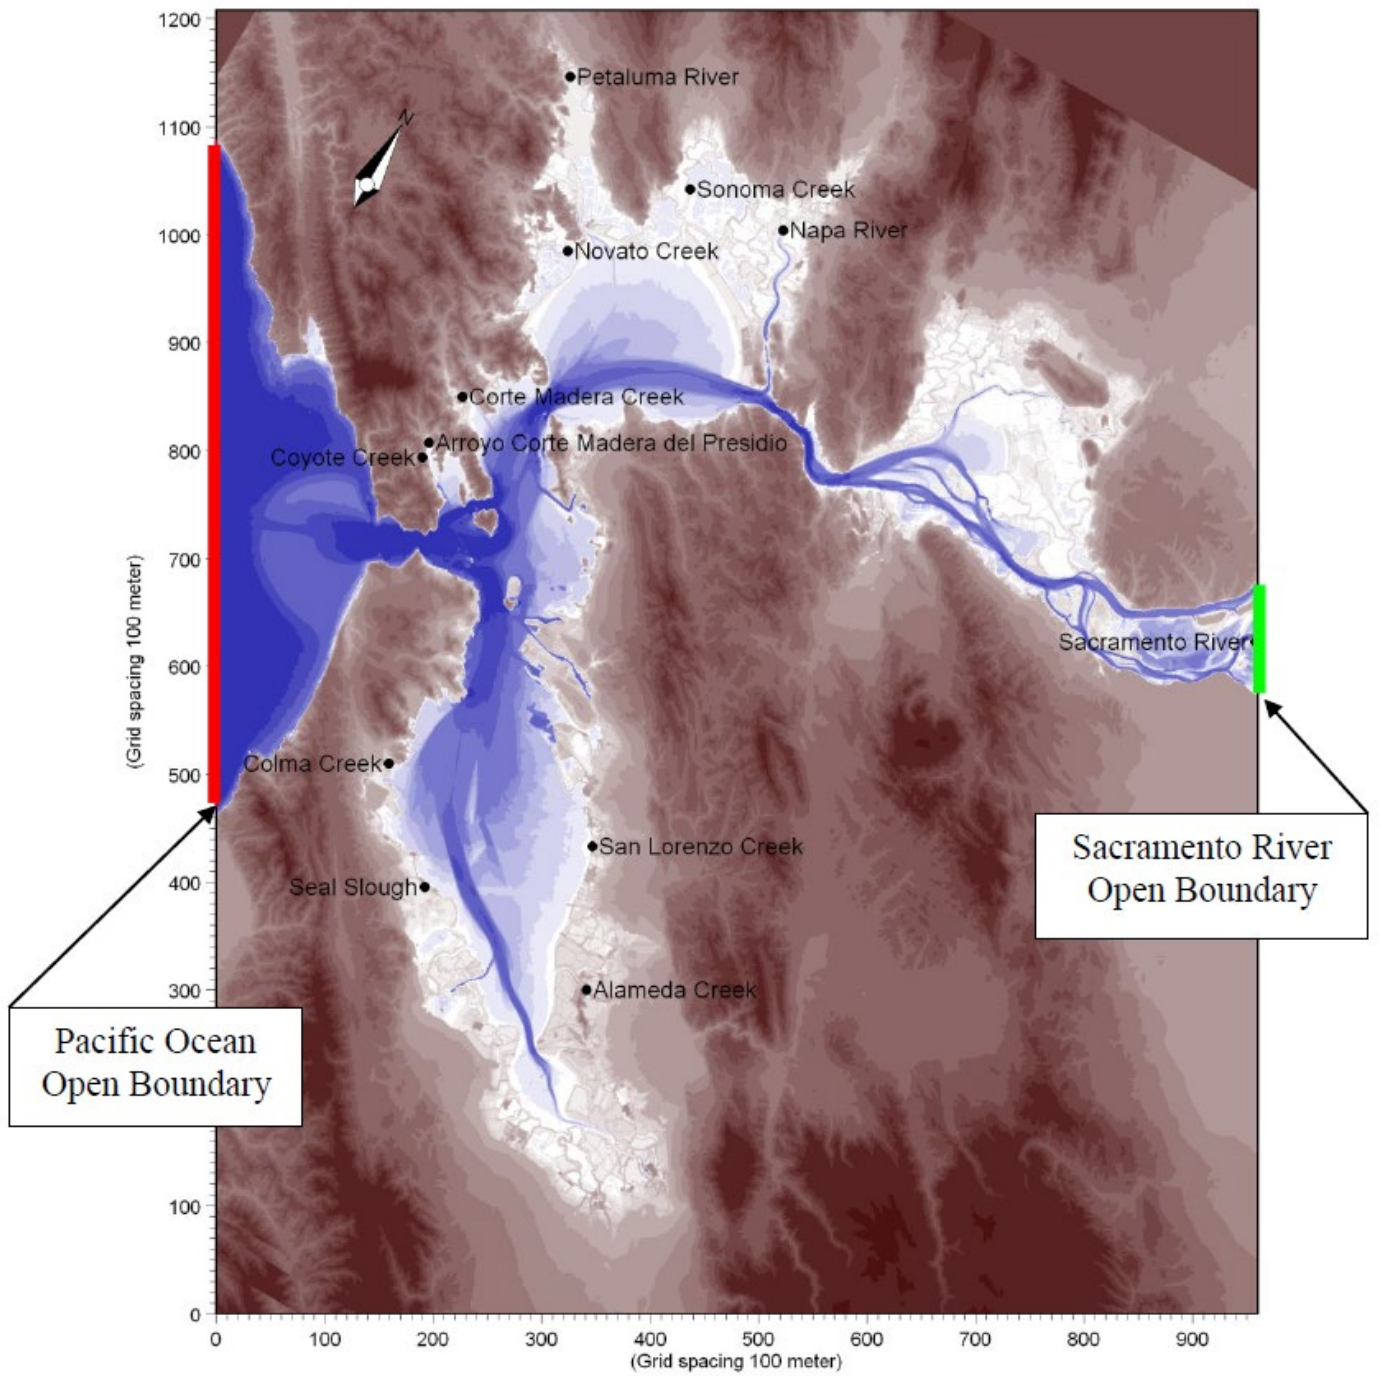 1200
Petaluma River
N
1100
Sonoma Creek
1000
Napa River
Novato Creek
900
Corte Madera Creek
Arroyo Corte Madera del Presidio
800
Coyote Creek
700
(Grid spacing 100 meter)
600
Sacramento River
500
Colma Creek
San Lorenzo Creek
Sacramento River
Open Boundary
400
Seal Slough
300
Alameda Creek
Pacific Ocean
Open Boundary
100
0
0 100 200 300 400 500 600 700 800 900
(Grid spacing 100 meter)